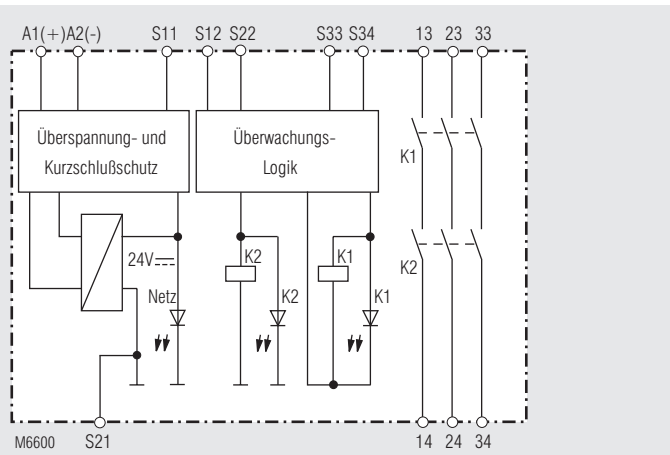 A1(+)A2(-) S11 S12 S22 S33 S34 13 23 33
Überspannung- und
Kurzschlußschutz
Überwachungs-
Logik
K1
24V
K2 K1
K2
Netz K2 K1
M6600 S21 14 24 34